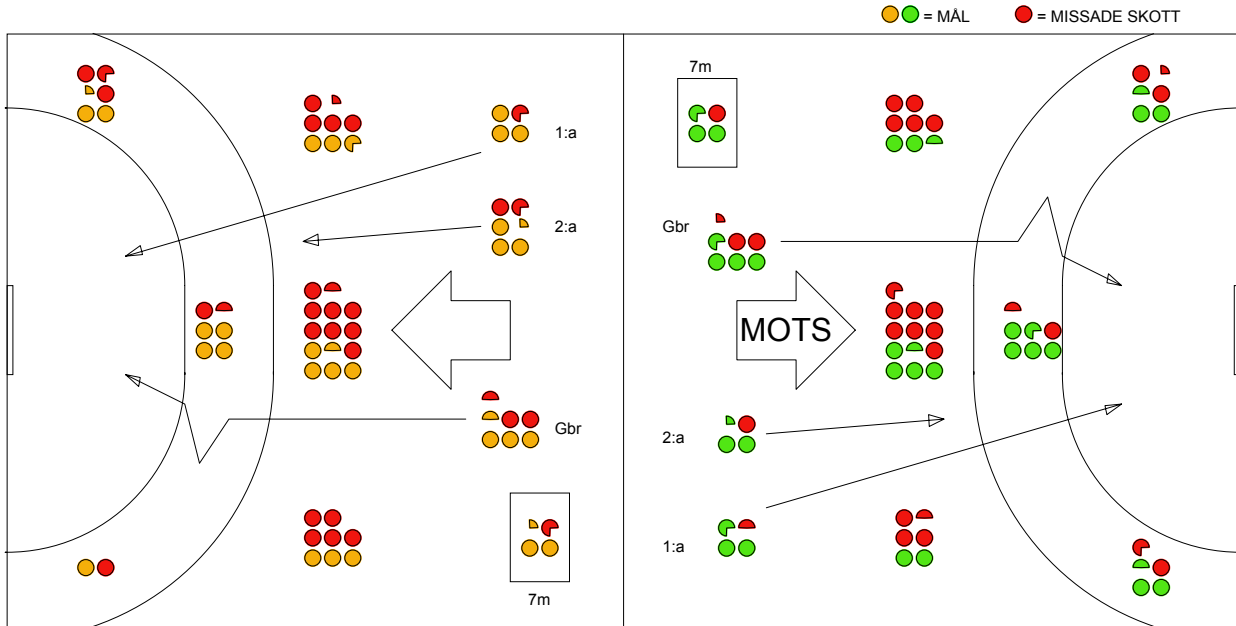 = MÅL = MISSADE SKOTT
7m
1:a
2:a
Gbr
MOTS
Gbr
2:a
1:a
7m